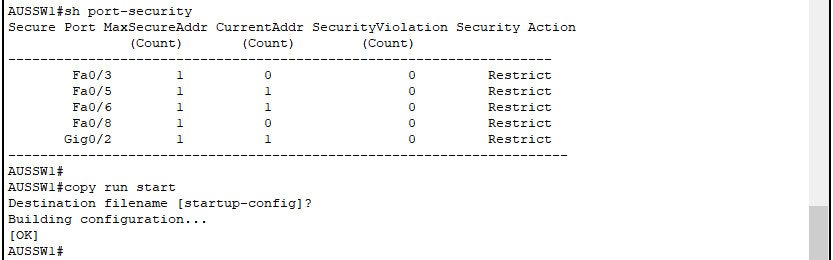 AUSSW1#sh port-security
Secure Port MaxSecureAddr CurrentAddr SecurityViolation Security Action
(Count) (Count) (Count)
--------------------------------------------------------------------
Fa0/3 1 0 0 Restrict
Fa0/5 1 1 0 Restrict
Fa0/6 1 1 0 Restrict
Fa0/8 1 0 0 Restrict
Gig0/2 1 1 0 Restrict
----------------------------------------------------------------------
AUSSW1#
AUSSW1#copy run start
Destination filename [startup-config]?
Building configuration...
[OK]
AUSSW1#